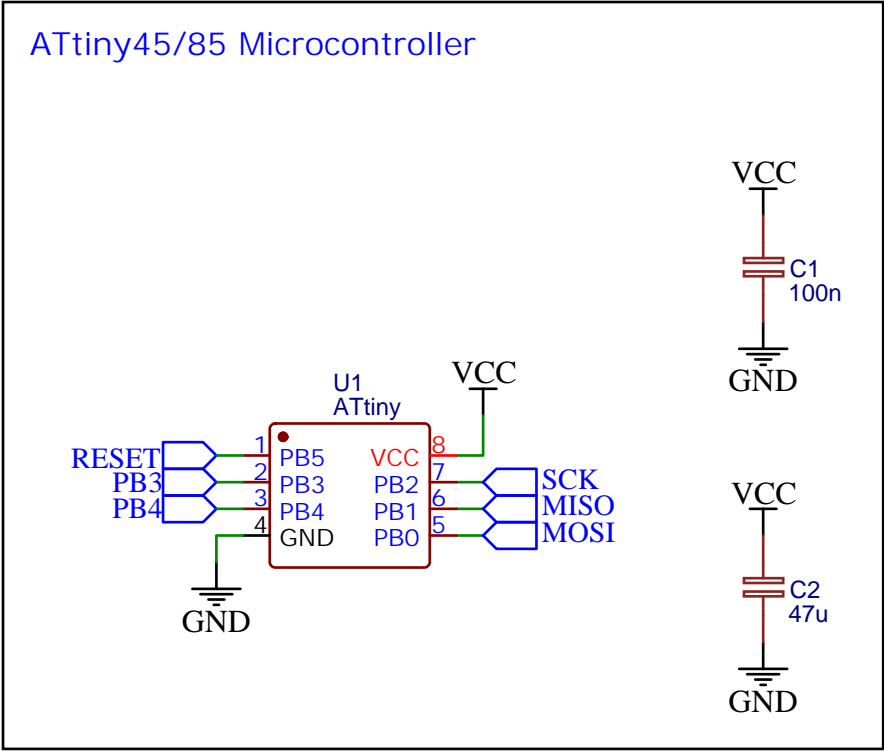 ATtiny45/85 Microcontroller
VCC
C1
100n
GND
U1
ATtiny
VCC
RESET 1 PB5 VCC 8
PB3 2 PB3 PB2 7 SCK
PB4 3 PB4 PB1 6 MISO
4 GND PB0 5 MOSI
GND
VCC
C2
47u
GND